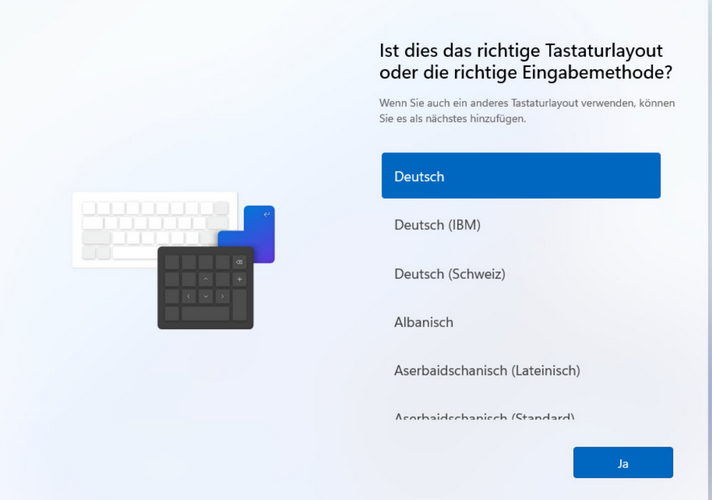 Ist dies das richtige Tastaturlayout
oder die richtige Eingabemethode?
Wenn Sie auch ein anderes Tastaturlayout verwenden, können
Sie es als nächstes hinzufügen.
Deutsch
Deutsch (IBM)
Deutsch (Schweiz)
Albanisch
Aserbaidschanisch (Lateinisch)
Aserbaidschanisch (Standard)
Ja